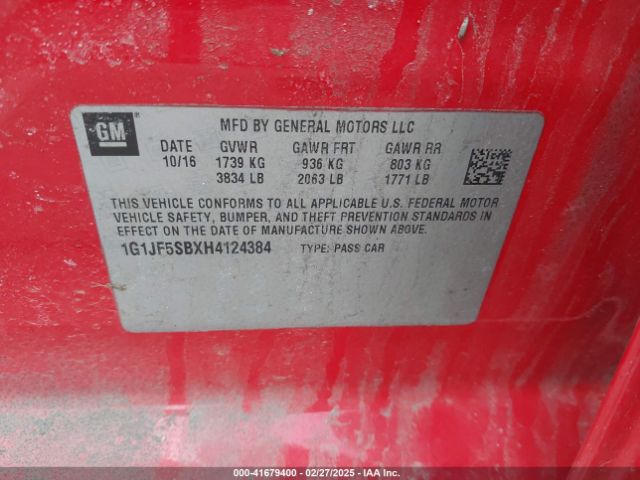 GM
MFD BY GENERAL MOTORS LLC
DATE GVWR GAWR FRT GAWR RR
10/16 1739 KG 936 KG 803 KG
3834 LB 2063 LB 1771 LB
THIS VEHICLE CONFORMS TO ALL APPLICABLE U.S. FEDERAL MOTOR
VEHICLE SAFETY, BUMPER, AND THEFT PREVENTION STANDARDS IN
EFFECT ON THE DATE OF MANUFACTURE SHOWN ABOVE.
1G1JF5SBXH4124384 TYPE: PASS CAR
000-41679400 - 02/27/2025 - IAA Inc.